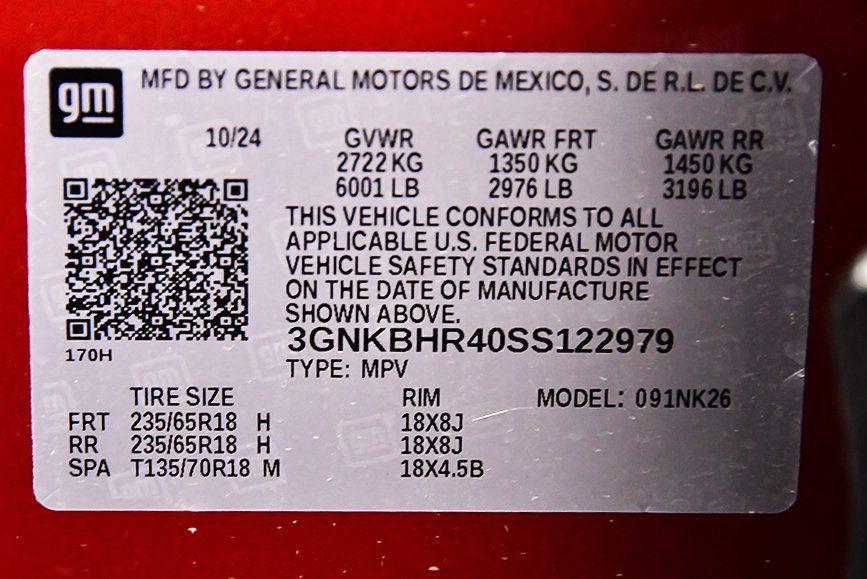 gm MFD BY GENERAL MOTORS DE MEXICO, S. DE R.L. DE C.V.
10/24 GVWR GAWR FRT GAWR RR
2722 KG 1350 KG 1450 KG
6001 LB 2976 LB 3196 LB
THIS VEHICLE CONFORMS TO ALL
APPLICABLE U.S. FEDERAL MOTOR
VEHICLE SAFETY STANDARDS IN EFFECT
ON THE DATE OF MANUFACTURE
SHOWN ABOVE.
3GNKBHR40SS122979
170H
TYPE: MPV
TIRE SIZE RIM MODEL: 091NK26
FRT 235/65R18 H 18X8J
RR 235/65R18 H 18X8J
SPA T135/70R18 M 18X4.5B